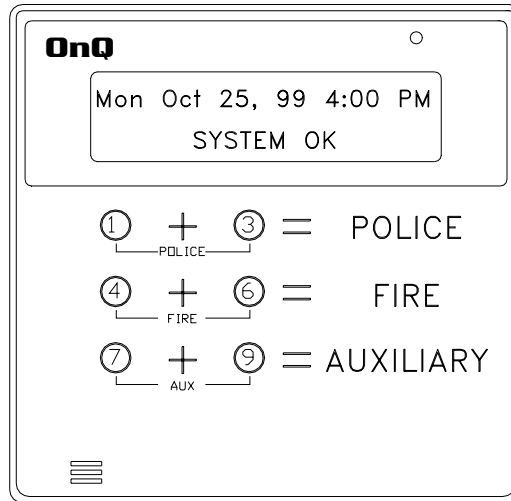 OnQ
Mon Oct 25, 99 4:00 PM
SYSTEM OK
1 + 3 = POLICE
POLICE
4 + 6 = FIRE
FIRE
7 + 9 = AUXILIARY
AUX